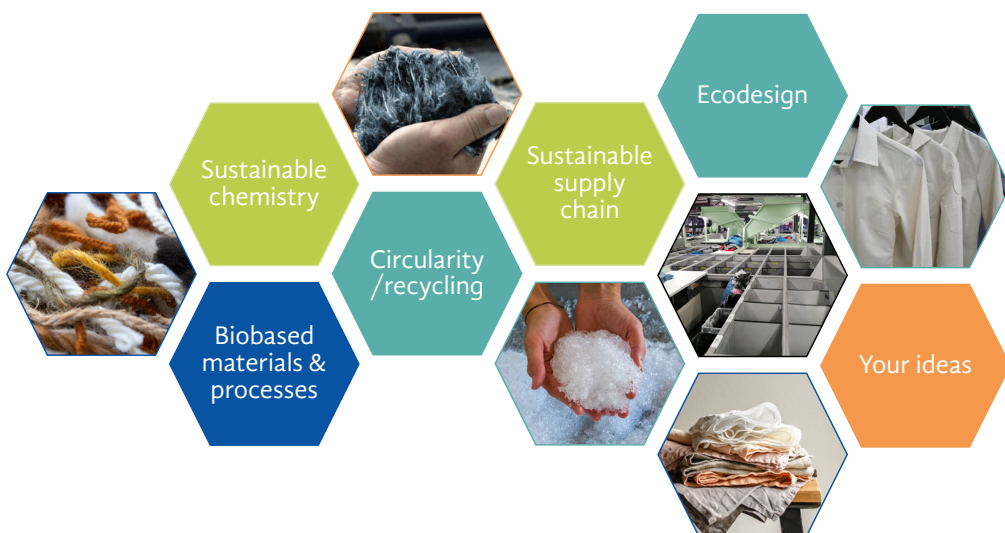 Sustainable
chemistry
Biobased
materials &
processes
Circularity
/recycling
Sustainable
supply
chain
Ecodesign
Your ideas